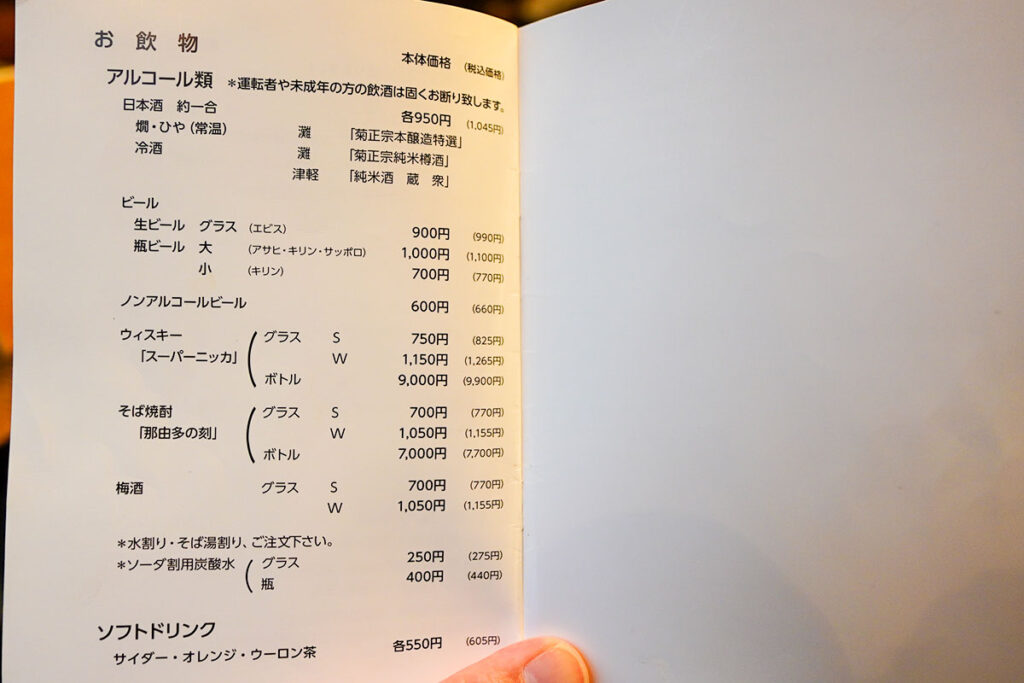 お飲物
本体価格 (税込価格)
アルコール類 *運転者や未成年の方の飲酒は固くお断り致します。
日本酒 約一合 各950円 (1,045円)
燗・ひや(常温) 灘 「菊正宗本醸造特選」
冷酒 灘 「菊正宗純米樽酒」
津軽 「純米酒 蔵 衆」
ビール
生ビール グラス (エビス) 900円 (990円)
瓶ビール 大 (アサヒ・キリン・サッポロ) 1,000円 (1,100円)
小 (キリン) 700円 (770円)
ノンアルコールビール 600円 (660円)
ウィスキー グラス S 750円 (825円)
「スーパーニッカ」 W 1,150円 (1,265円)
ボトル 9,000円 (9,900円)
そば焼酎 グラス S 700円 (770円)
「那由多の刻」 W 1,050円 (1,155円)
ボトル 7,000円 (7,700円)
梅酒 グラス S 700円 (770円)
W 1,050円 (1,155円)
*水割り・そば湯割り、ご注文下さい。
*ソーダ割用炭酸水 グラス 250円 (275円)
瓶 400円 (440円)
ソフトドリンク
サイダー・オレンジ・ウーロン茶 各550円 (605円)